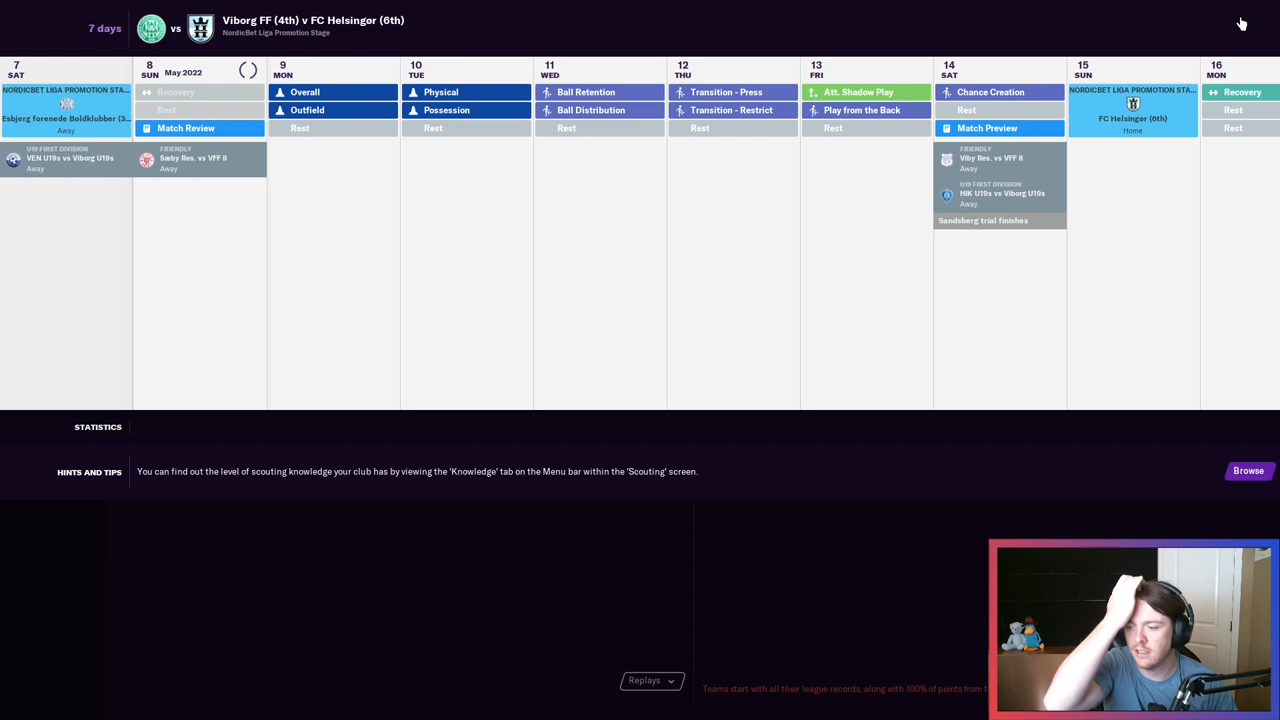 7 days
vs
Viborg FF (4th) v FC Helsingør (6th)
NordicBet Liga Promotion Stage
7
SAT
8
SUN May 2022
9
MON
10
TUE
11
WED
12
THU
13
FRI
14
SAT
15
SUN
16
MON
NORDICBET LIGA PROMOTION STA...
Esbjerg forenede Boldklubber (3...
Away
Recovery
Rest
Match Review
Overall
Outfield
Rest
Physical
Possession
Rest
Ball Retention
Ball Distribution
Rest
Transition - Press
Transition - Restrict
Rest
Att. Shadow Play
Play from the Back
Rest
Chance Creation
Rest
Match Preview
NORDICBET LIGA PROMOTION STA...
FC Helsingør (6th)
Home
Recovery
Rest
Rest
U19 FIRST DIVISION
VEN U19s vs Viborg U19s
Away
FRIENDLY
Sæby Res. vs VFF II
Away
FRIENDLY
Viby Res. vs VFF II
Away
U19 FIRST DIVISION
HIK U19s vs Viborg U19s
Away
Sandsberg trial finishes
STATISTICS
HINTS AND TIPS
You can find out the level of scouting knowledge your club has by viewing the 'Knowledge' tab on the Menu bar within the 'Scouting' screen.
Browse
Replays
Teams start with all their league records, along with 100% of points from th